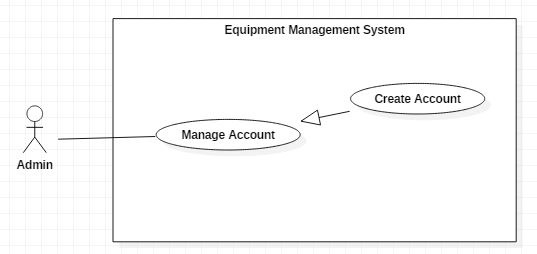 Equipment Management System
Create Account
Manage Account
Admin